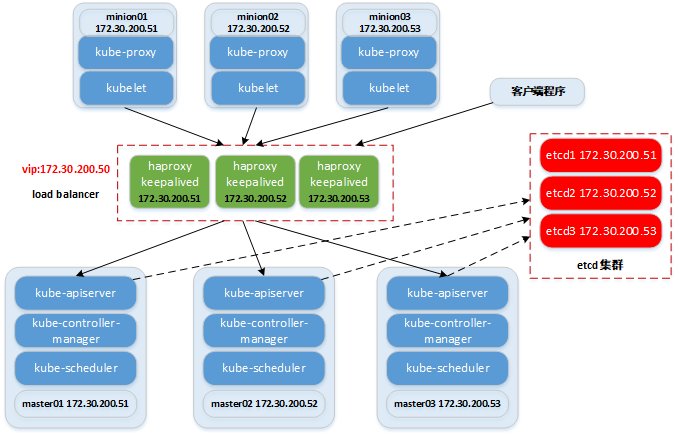 minion01
172.30.200.51
kube-proxy
kubelet
minion02
172.30.200.52
kube-proxy
kubelet
minion03
172.30.200.53
kube-proxy
kubelet
客户端程序
vip:172.30.200.50
load balancer
haproxy
keepalived
172.30.200.51
haproxy
keepalived
172.30.200.52
haproxy
keepalived
172.30.200.53
etcd1 172.30.200.51
etcd2 172.30.200.52
etcd3 172.30.200.53
etcd 集群
kube-apiserver
kube-controller-
manager
kube-scheduler
master01 172.30.200.51
kube-apiserver
kube-controller-
manager
kube-scheduler
master02 172.30.200.52
kube-apiserver
kube-controller-
manager
kube-scheduler
master03 172.30.200.53